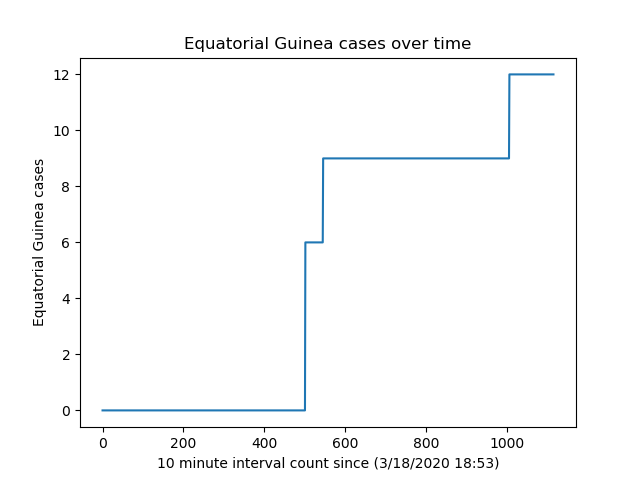 Equatorial Guinea cases over time
12
10
8
6
4
2
0
Equatorial Guinea cases
0 200 400 600 800 1000
10 minute interval count since (3/18/2020 18:53)